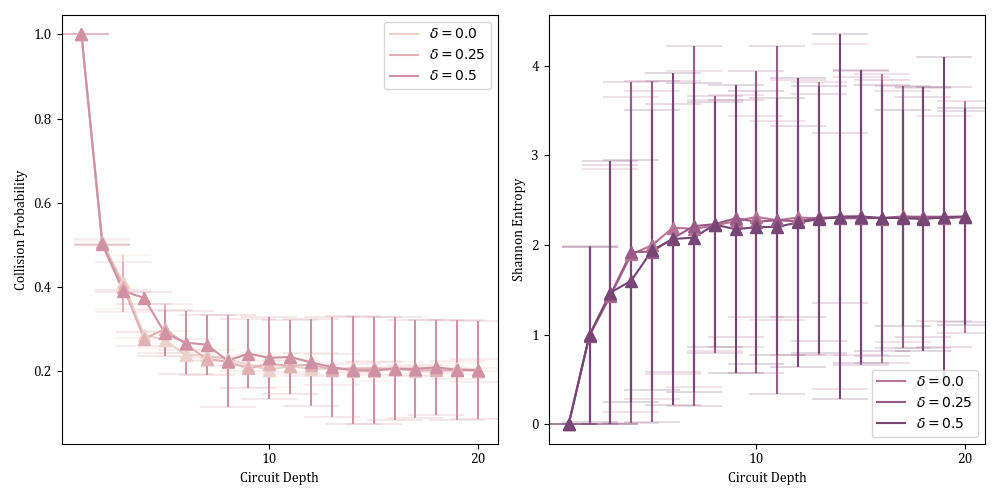 Collision Probability
1.0
0.8
0.6
0.4
0.2
10
20
Circuit Depth
δ = 0.0
δ = 0.25
δ = 0.5
Shannon Entropy
4
3
2
1
0
10
20
Circuit Depth
δ = 0.0
δ = 0.25
δ = 0.5